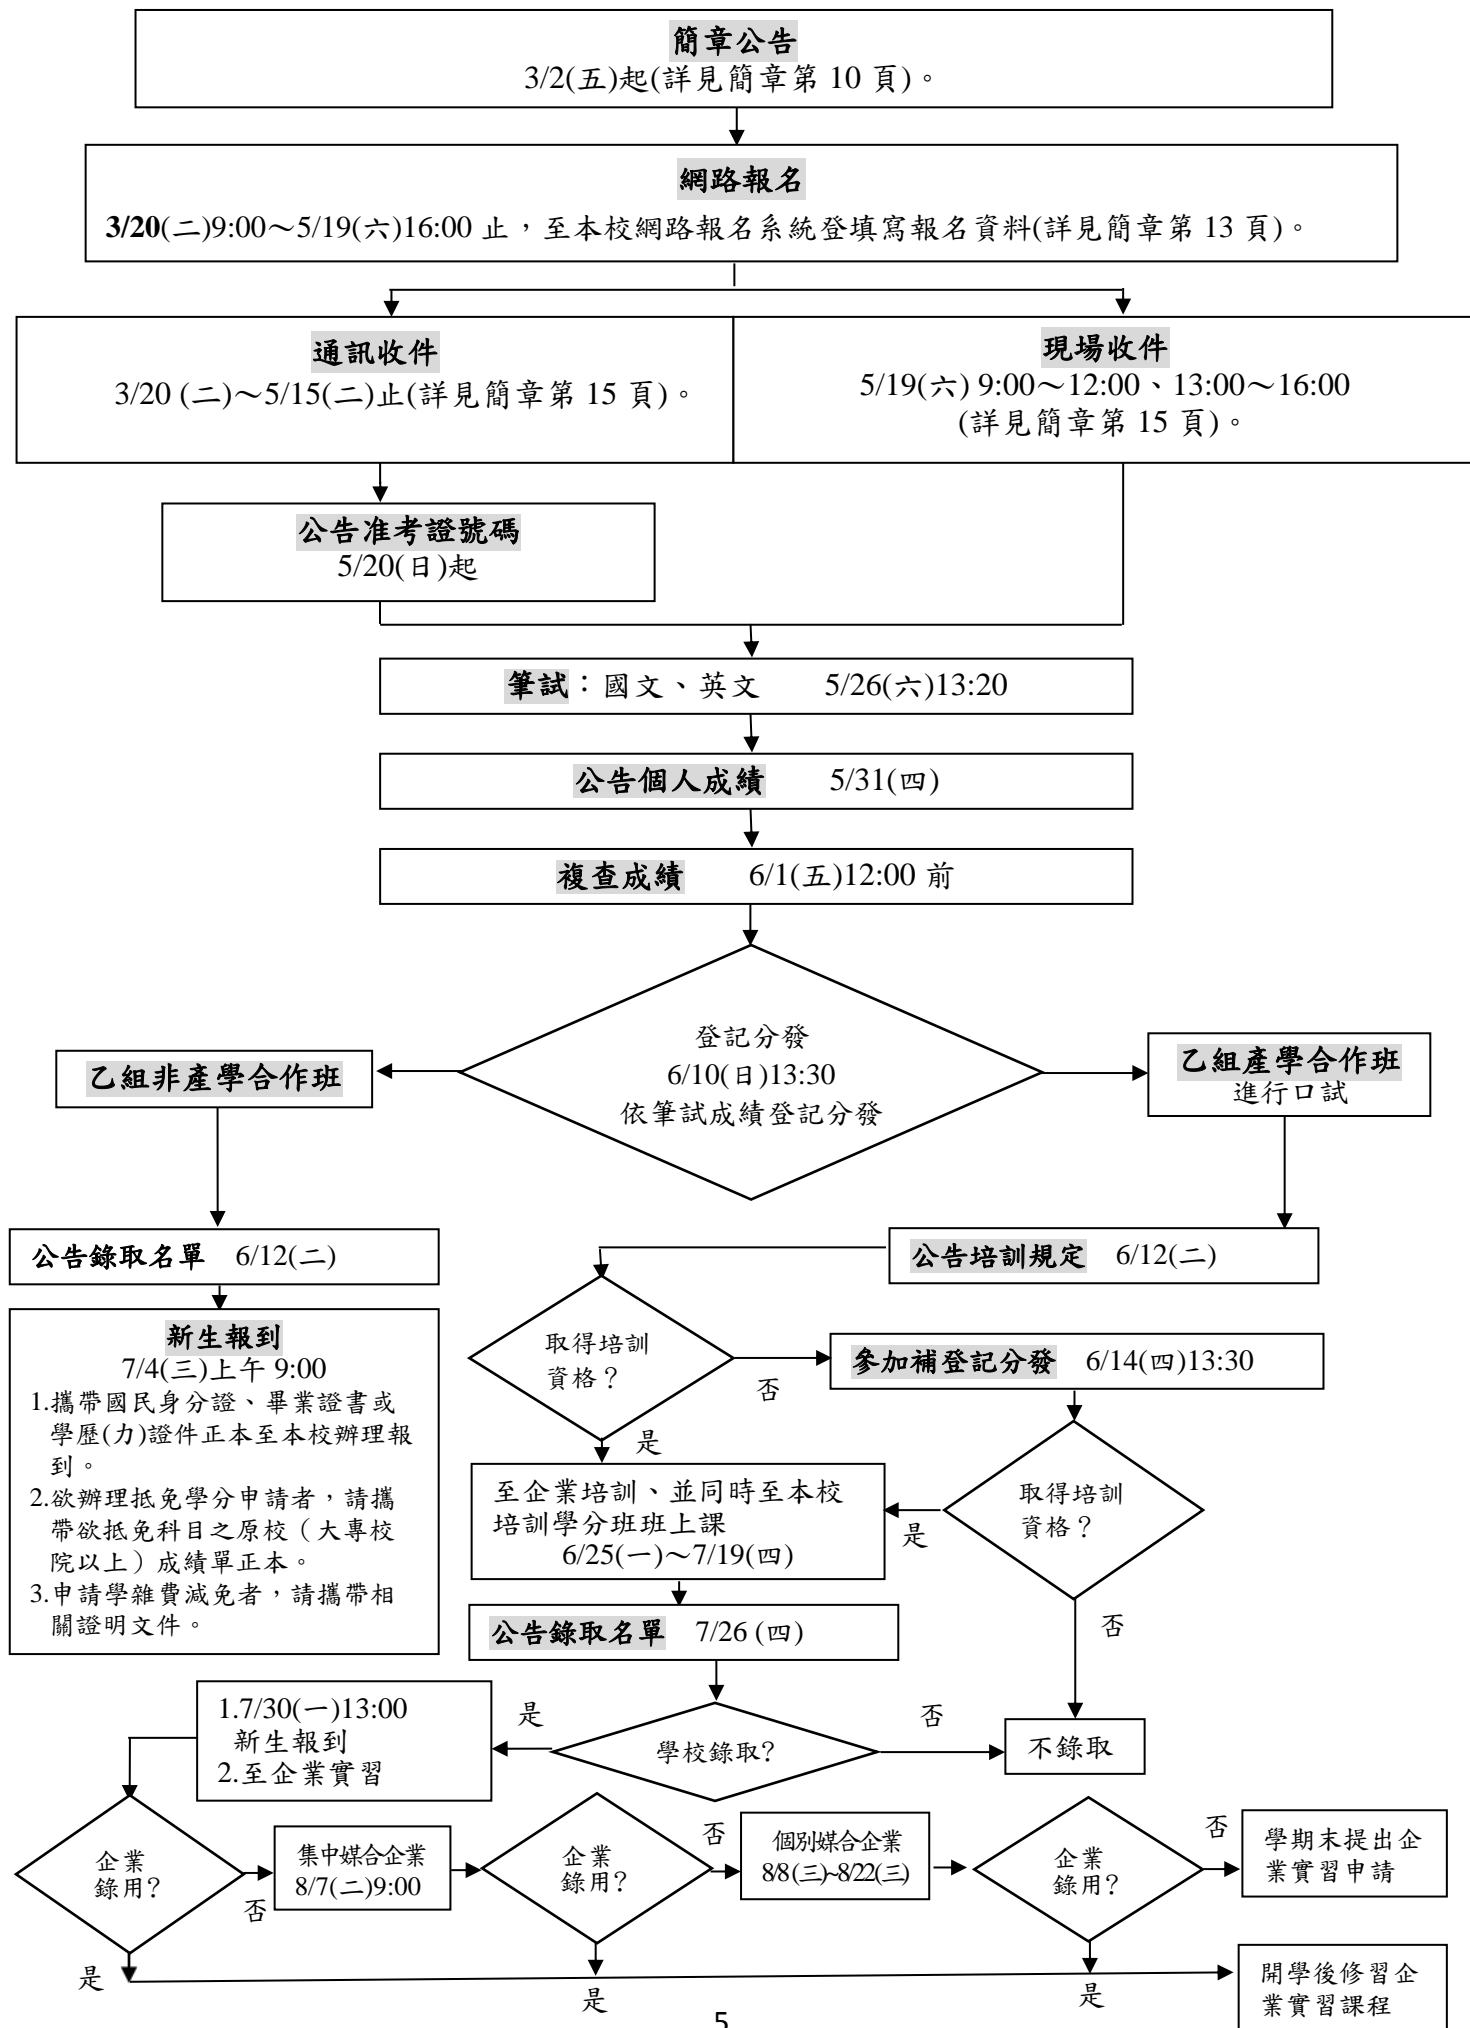 簡章公告
3/2(五)起(詳見簡章第 10 頁)。
網路報名
3/20(二)9:00～5/19(六)16:00 止，至本校網路報名系統登填寫報名資料(詳見簡章第 13 頁)。
通訊收件
3/20 (二)～5/15(二)止(詳見簡章第 15 頁)。
現場收件
5/19(六) 9:00～12:00、13:00～16:00
(詳見簡章第 15 頁)。
公告准考證號碼
5/20(日)起
筆試：國文、英文 5/26(六)13:20
公告個人成績 5/31(四)
複查成績 6/1(五)12:00 前
登記分發
6/10(日)13:30
依筆試成績登記分發
乙組非產學合作班
乙組產學合作班
進行口試
公告錄取名單 6/12(二)
公告培訓規定 6/12(二)
新生報到
7/4(三)上午 9:00
1.攜帶國民身分證、畢業證書或
學歷(力)證件正本至本校辦理報
到。
2.欲辦理抵免學分申請者，請攜
帶欲抵免科目之原校（大專校
院以上）成績單正本。
3.申請學雜費減免者，請攜帶相
關證明文件。
取得培訓
資格？
否
是
參加補登記分發 6/14(四)13:30
至企業培訓、並同時至本校
培訓學分班班上課
6/25(一)～7/19(四)
取得培訓
資格？
是
否
公告錄取名單 7/26 (四)
學校錄取?
是
否
不錄取
1.7/30(一)13:00
新生報到
2.至企業實習
企業
錄用?
否
是
集中媒合企業
8/7(二)9:00
企業
錄用?
否
是
個別媒合企業
8/8(三)~8/22(三)
企業
錄用?
否
是
學期末提出企
業實習申請
開學後修習企
業實習課程
5